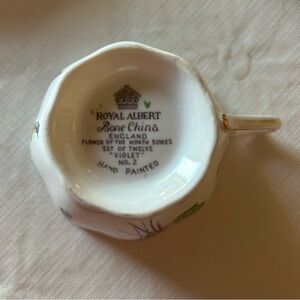 ROYAL ALBERT
Bone China
ENGLAND
FLOWER OF THE MONTH SERIES
SET OF TWELVE
"VIOLET"
NO. 2
HAND PAINTED